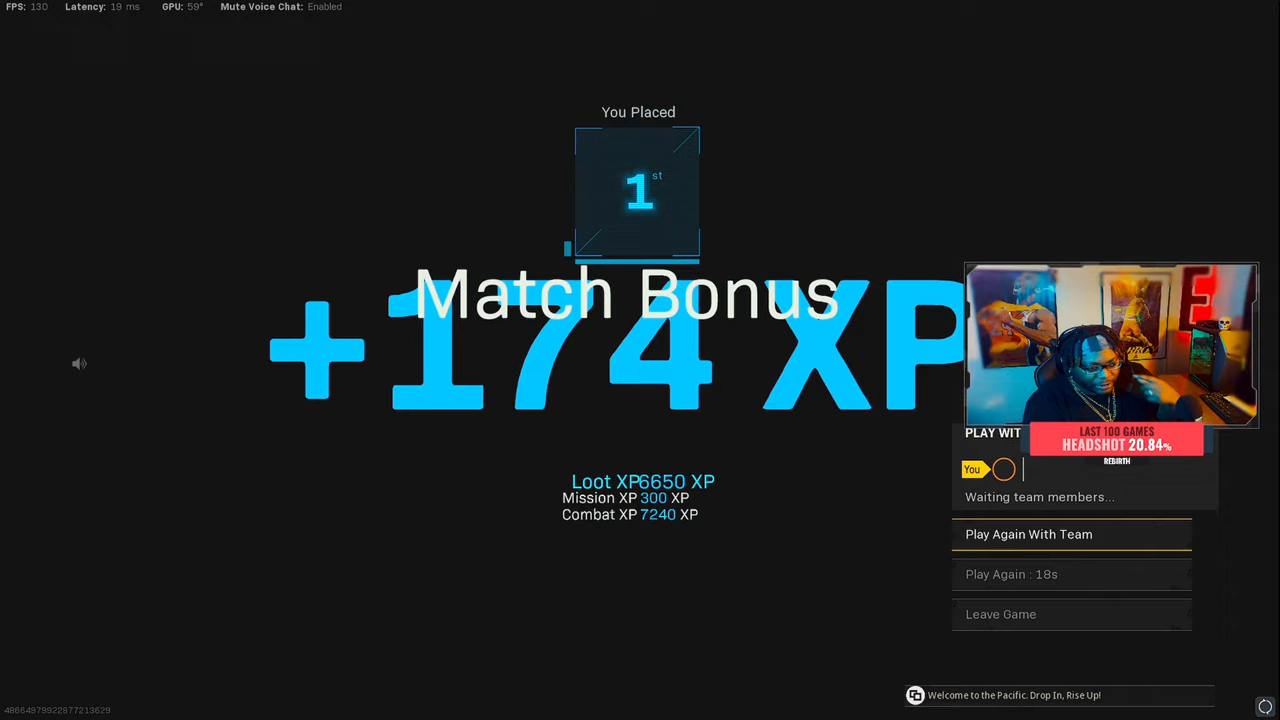 FPS: 130 Latency: 19 ms GPU: 59° Mute Voice Chat: Enabled
You Placed
1st
Match Bonus
+174 XP
Loot XP 6650 XP
Mission XP 300 XP
Combat XP 7240 XP
LAST 100 GAMES
HEADSHOT 20.84%
REBIRTH
PLAY WIT
You
Waiting team members...
Play Again With Team
Play Again : 18s
Leave Game
Welcome to the Pacific. Drop In, Rise Up!
48664979922877213629